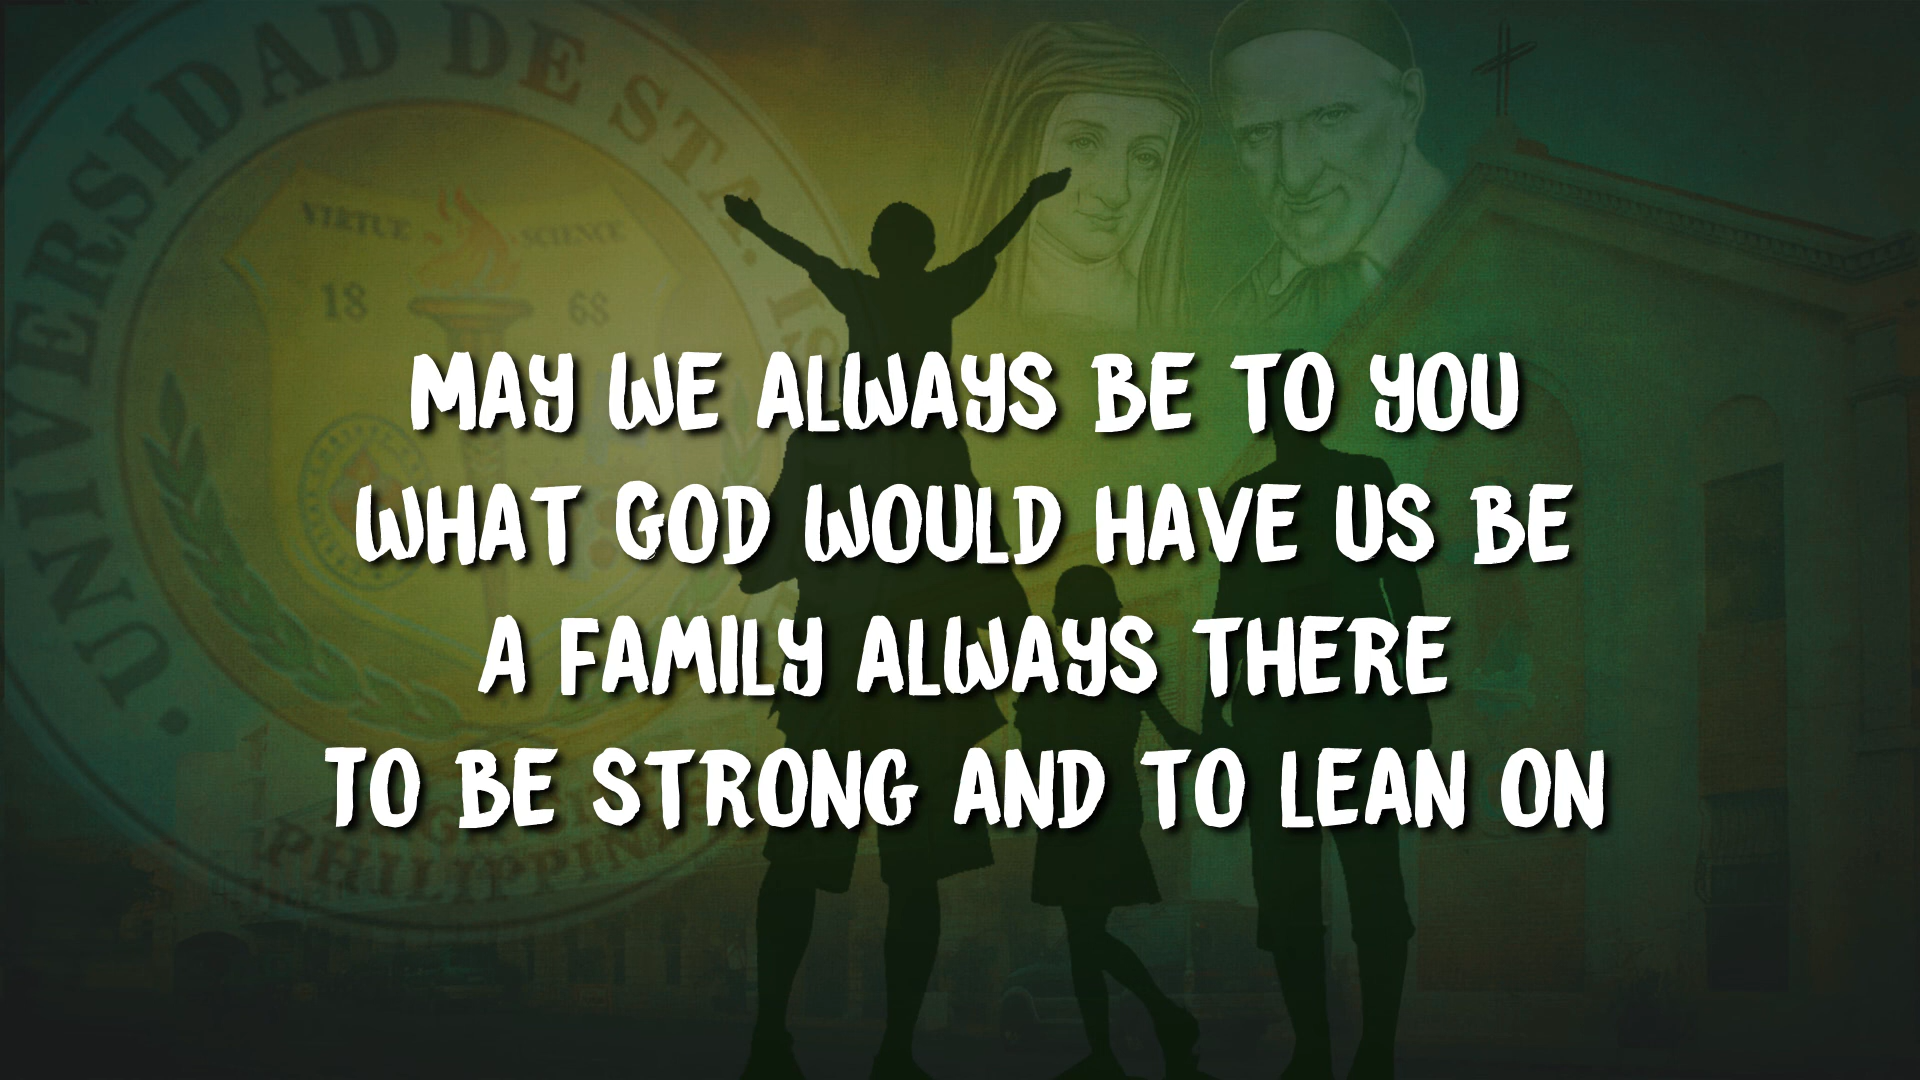 UNIVERSIDAD DE STA. IS
VIRTUE SCIENCE
18 68
MAY WE ALWAYS BE TO YOU
WHAT GOD WOULD HAVE US BE
A FAMILY ALWAYS THERE
TO BE STRONG AND TO LEAN ON
PHILIPPINES